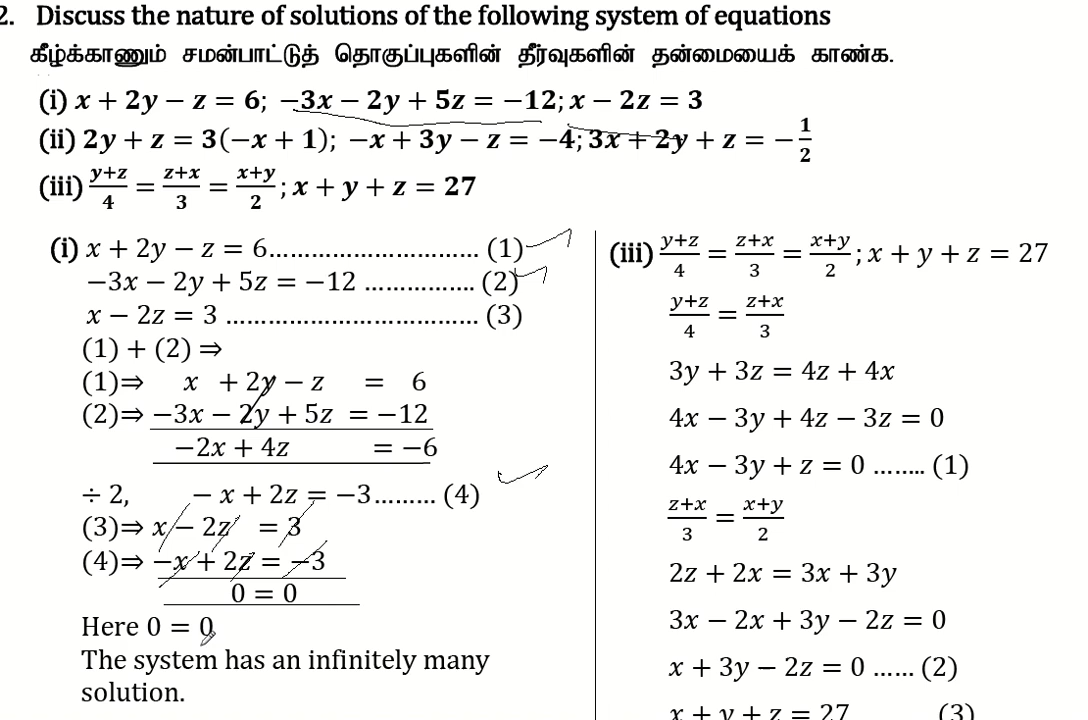 2. Discuss the nature of solutions of the following system of equations
கீழ்க்காணும் சமன்பாட்டுத் தொகுப்புகளின் தீர்வுகளின் தன்மையைக் காண்க.
(i) x + 2y − z = 6; −3x − 2y + 5z = −12; x − 2z = 3
(ii) 2y + z = 3(−x + 1); −x + 3y − z = −4; 3x + 2y + z = −1/2
(iii) (y+z)/4 = (z+x)/3 = (x+y)/2; x + y + z = 27
(i) x + 2y − z = 6................................. (1)
−3x − 2y + 5z = −12 ................. (2)
x − 2z = 3 ...................................... (3)
(1) + (2) ⇒
(1)⇒ x + 2y − z = 6
(2)⇒ −3x − 2y + 5z = −12
−2x + 4z = −6
÷ 2, − x + 2z = −3......... (4)
(3)⇒ x − 2z = 3
(4)⇒ −x + 2z = −3
0 = 0
Here 0 = 0
The system has an infinitely many
solution.
(iii) (y+z)/4 = (z+x)/3 = (x+y)/2; x + y + z = 27
(y+z)/4 = (z+x)/3
3y + 3z = 4z + 4x
4x − 3y + 4z − 3z = 0
4x − 3y + z = 0 ........ (1)
(z+x)/3 = (x+y)/2
2z + 2x = 3x + 3y
3x − 2x + 3y − 2z = 0
x + 3y − 2z = 0 ...... (2)
x + y + z = 27 (3)